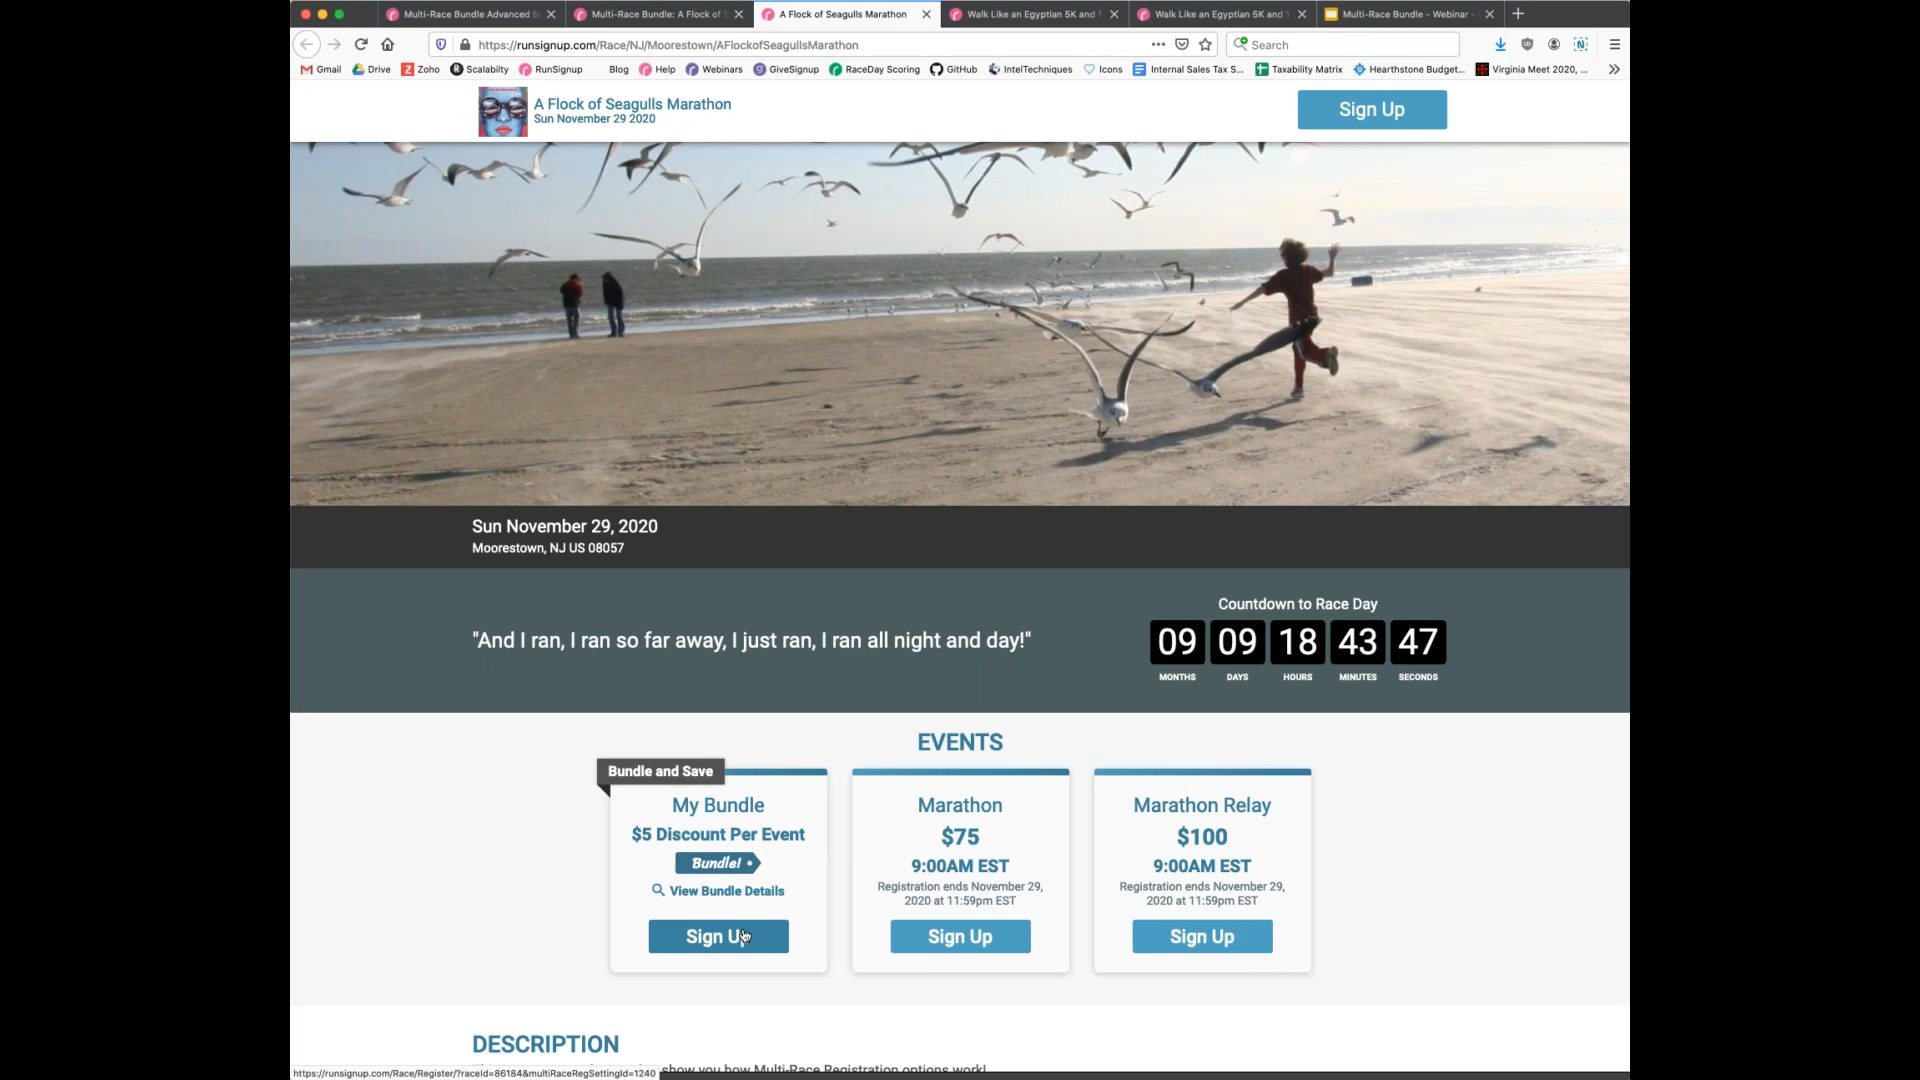 Multi-Race Bundle Advanced S
Multi-Race Bundle: A Flock of S
A Flock of Seagulls Marathon
Walk Like an Egyptian 5K and 1
Walk Like an Egyptian 5K and 1
Multi-Race Bundle - Webinar -
https://runsignup.com/Race/NJ/Moorestown/AFlockofSeagullsMarathon
Search
Gmail
Drive
Zoho
Scalabilty
RunSignup
Blog
Help
Webinars
GiveSignup
RaceDay Scoring
GitHub
IntelTechniques
Icons
Internal Sales Tax S...
Taxability Matrix
Hearthstone Budget...
Virginia Meet 2020, ...
A Flock of Seagulls Marathon
Sun November 29 2020
Sign Up
Sun November 29, 2020
Moorestown, NJ US 08057
"And I ran, I ran so far away, I just ran, I ran all night and day!"
Countdown to Race Day
09 09 18 43 47
MONTHS DAYS HOURS MINUTES SECONDS
EVENTS
Bundle and Save
My Bundle
$5 Discount Per Event
Bundle!
View Bundle Details
Sign Up
Marathon
$75
9:00AM EST
Registration ends November 29,
2020 at 11:59pm EST
Sign Up
Marathon Relay
$100
9:00AM EST
Registration ends November 29,
2020 at 11:59pm EST
Sign Up
DESCRIPTION
show you how Multi-Race Registration options work!
https://runsignup.com/Race/Register/?raceId=86184&multiRaceRegSettingId=1240